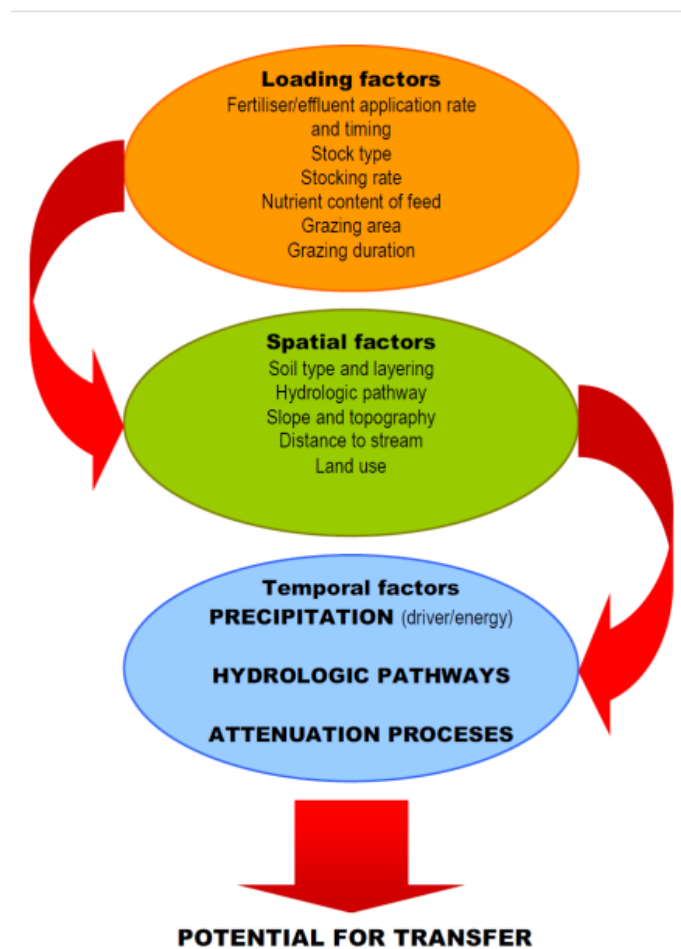 Loading factors
Fertiliser/effluent application rate
and timing
Stock type
Stocking rate
Nutrient content of feed
Grazing area
Grazing duration
Spatial factors
Soil type and layering
Hydrologic pathway
Slope and topography
Distance to stream
Land use
Temporal factors
PRECIPITATION (driver/energy)
HYDROLOGIC PATHWAYS
ATTENUATION PROCESES
POTENTIAL FOR TRANSFER